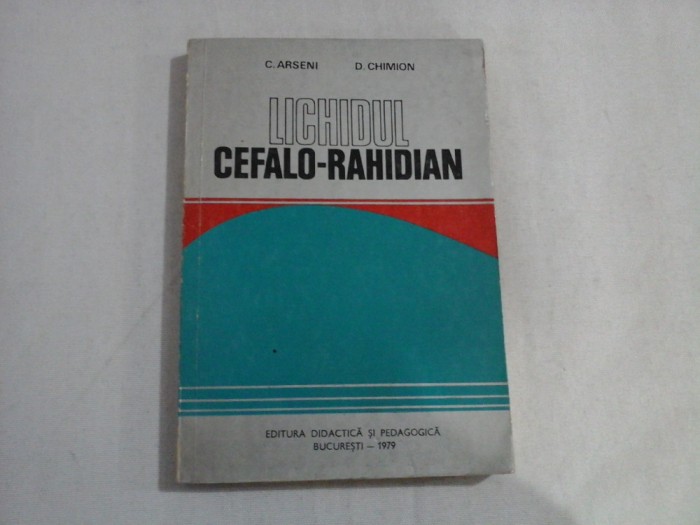 C. ARSENI D. CHIMION
LICHIDUL
CEFALO-RAHIDIAN
EDITURA DIDACTICĂ ȘI PEDAGOGICĂ
BUCUREȘTI – 1979